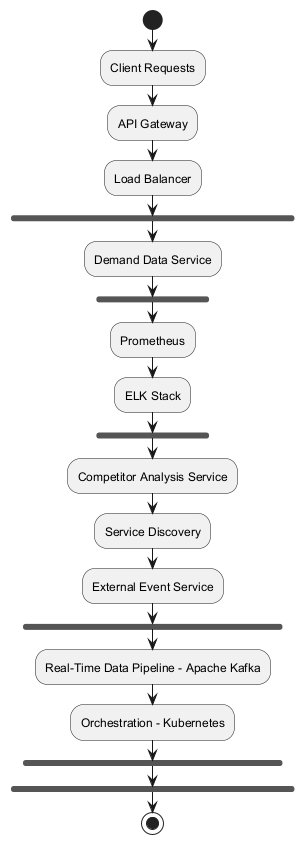 Client Requests
API Gateway
Load Balancer
Demand Data Service
Prometheus
ELK Stack
Competitor Analysis Service
Service Discovery
External Event Service
Real-Time Data Pipeline - Apache Kafka
Orchestration - Kubernetes